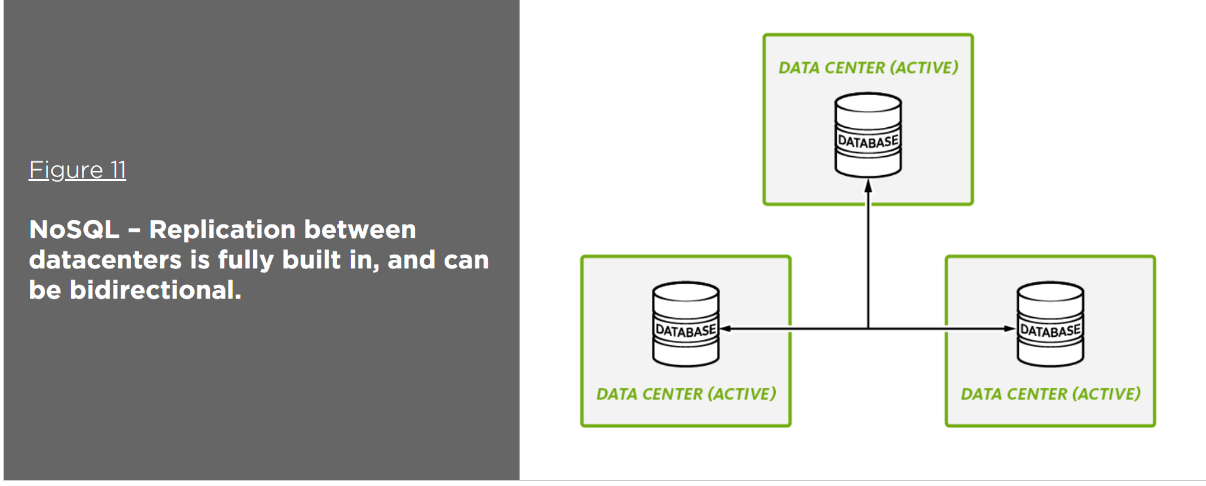 Figure 11
NoSQL – Replication between
datacenters is fully built in, and can
be bidirectional.
DATA CENTER (ACTIVE)
DATABASE
DATABASE
DATA CENTER (ACTIVE)
DATABASE
DATA CENTER (ACTIVE)